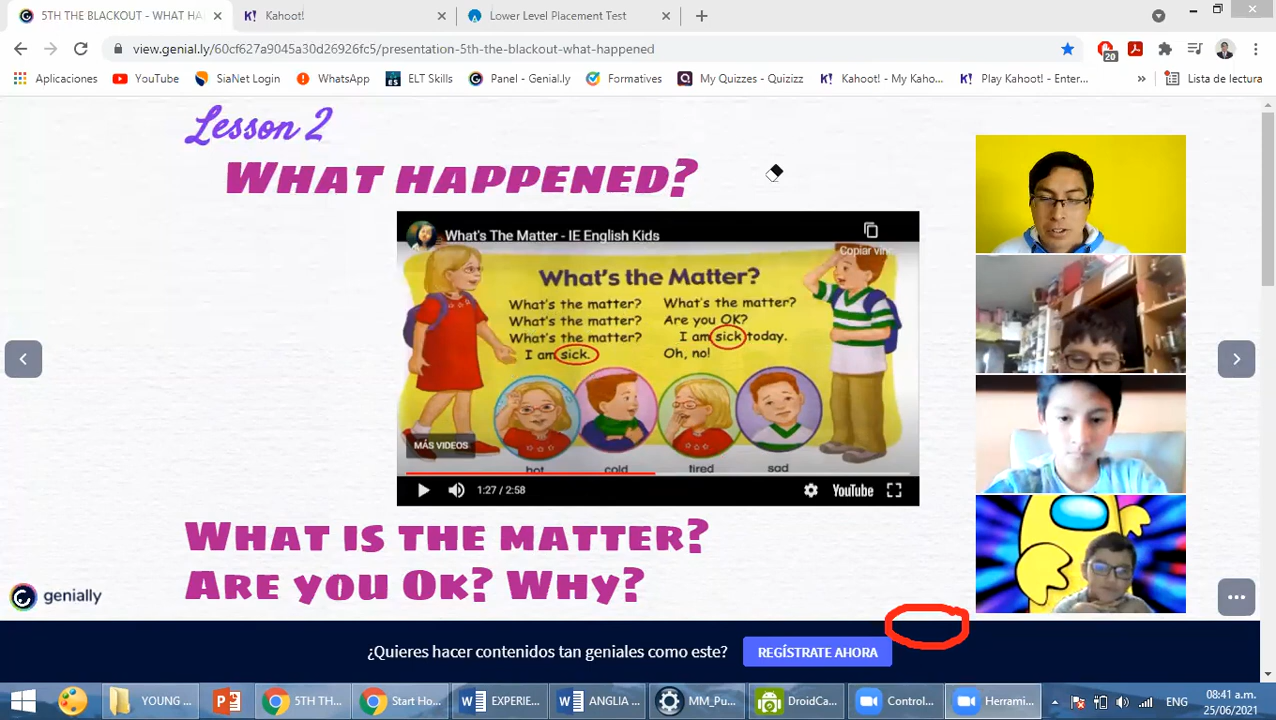 5TH THE BLACKOUT - WHAT HA
Kahoot!
Lower Level Placement Test
view.genial.ly/60cf627a9045a30d26926fc5/presentation-5th-the-blackout-what-happened
20
Aplicaciones
YouTube
SiaNet Login
WhatsApp
ELT Skills
Panel - Genial.ly
Formatives
My Quizzes - Quizizz
Kahoot! - My Kaho...
Play Kahoot! - Enter...
»
Lista de lectura
Lesson 2
WHAT HAPPENED?
What's The Matter - IE English Kids
Copiar vínc
What's the Matter?
What's the matter?
What's the matter?
What's the matter?
I am sick.
What's the matter?
Are you OK?
I am sick today.
Oh, no!
MÁS VIDEOS
hot
cold
tired
sad
1:27 / 2:58
YouTube
WHAT IS THE MATTER?
ARE YOU OK? WHY?
genially
¿Quieres hacer contenidos tan geniales como este?
REGÍSTRATE AHORA
YOUNG ...
5TH TH...
Start Ho...
EXPERIE...
ANGLIA ...
MM_Pu...
DroidCa...
Control...
Herrami...
ENG
08:41 a.m.
25/06/2021